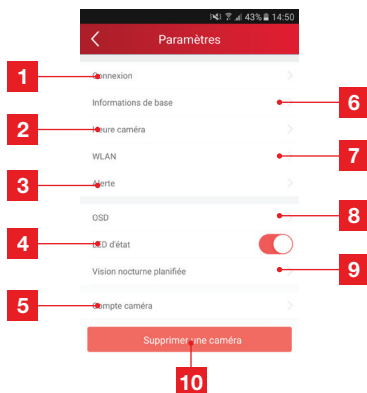 43% 14:50
Paramètres
1
Connexion
Informations de base
6
2
Heure caméra
WLAN
7
3
Alerte
OSD
8
4
LED d'état
Vision nocturne planifiée
9
5
Compte caméra
Supprimer une caméra
10